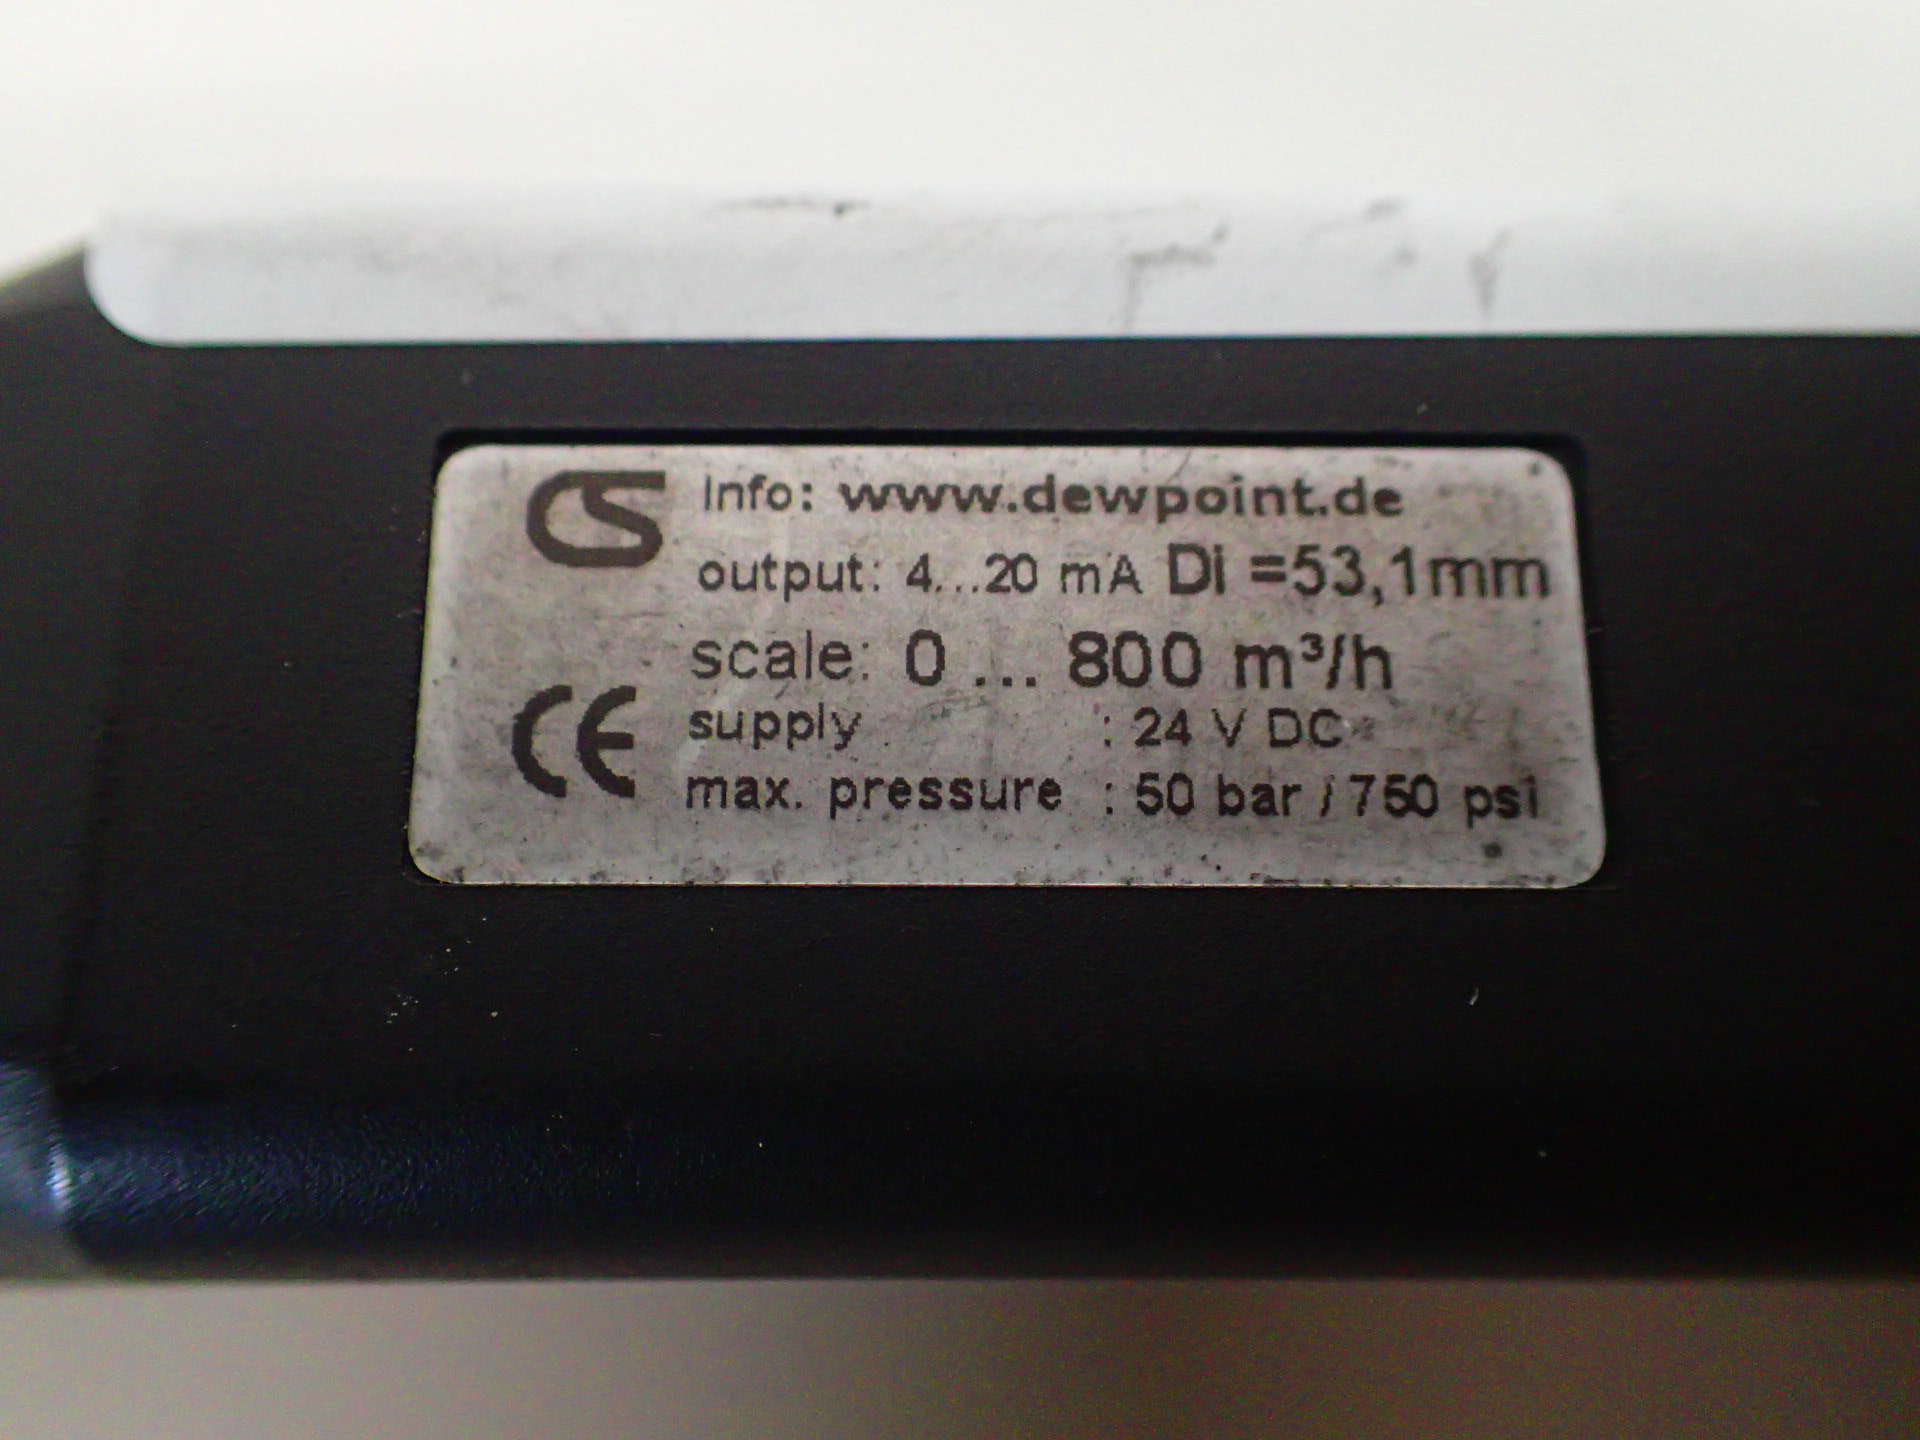 CS info: www.dewpoint.de
output: 4...20 mA Di =53,1mm
scale: 0 ... 800 m³/h
CE supply : 24 V DC
max. pressure : 50 bar / 750 psi